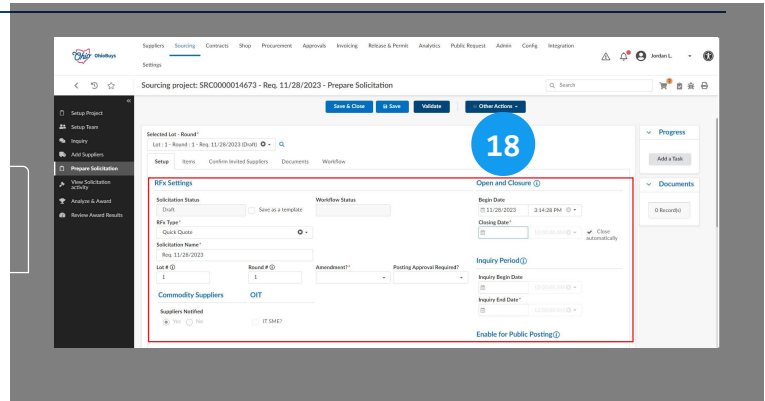 Suppliers Sourcing Contracts Shop Procurement Approvals Invoicing Release & Permit Analytics Public Request Admin Config Integration
Ohio OhioBuys
Jordan L.
Settings
Sourcing project: SRC0000014673 - Req. 11/28/2023 - Prepare Solicitation
Search
Save & Close Save Validate Other Actions
Setup Project
Setup Team
Inquiry
Add Suppliers
Prepare Solicitation
View Solicitation activity
Analyze & Award
Review Award Results
Selected Lot - Round*
Lot : 1 - Round : 1 - Req. 11/28/2023 (Draft)
18
Setup Items Confirm Invited Suppliers Documents Workflow
RFx Settings
Solicitation Status Workflow Status
Draft Save as a template
RFx Type*
Quick Quote
Solicitation Name*
Req. 11/28/2023
Lot # Round # Amendment?* Posting Approval Required?
1 1
Commodity Suppliers OIT
Suppliers Notified
Yes No IT SME?
Open and Closure
Begin Date
11/28/2023 2:14:28 PM
Closing Date*
Close automatically
Inquiry Period
Inquiry Begin Date
Inquiry End Date*
Enable for Public Posting
Progress
Add a Task
Documents
0 Record(s)